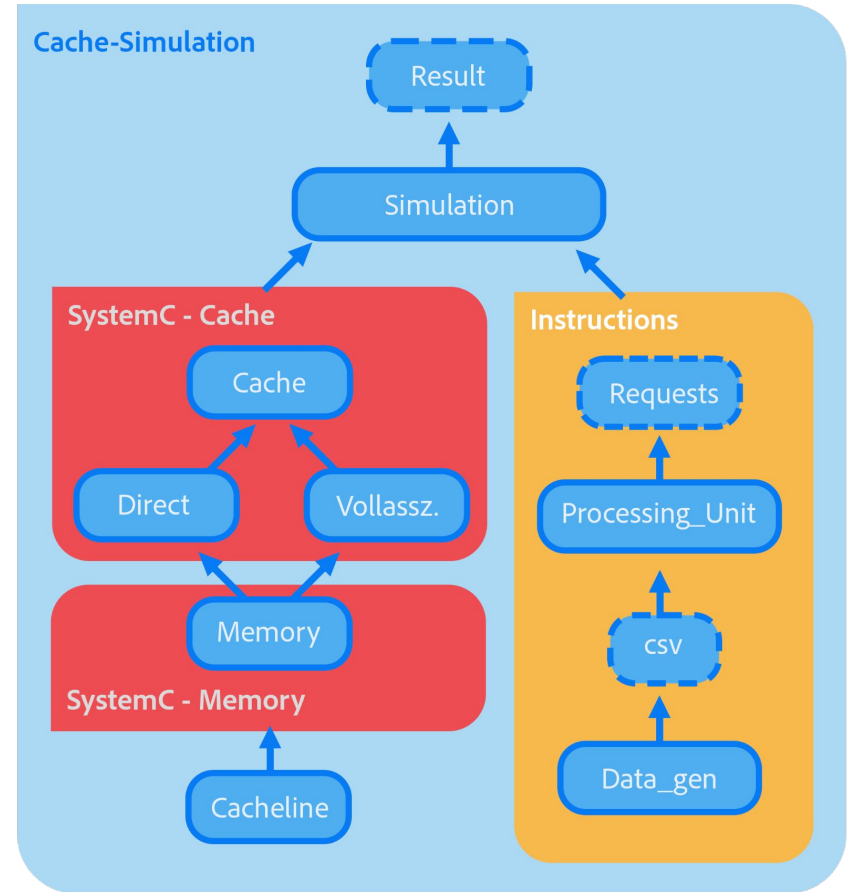 Cache-Simulation
Result
Simulation
SystemC - Cache
Cache
Direct
Vollassz.
Memory
SystemC - Memory
Cacheline
Instructions
Requests
Processing_Unit
csv
Data_gen